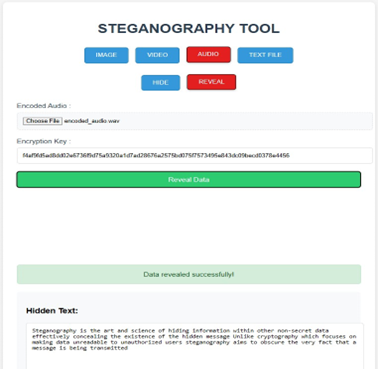 STEGANOGRAPHY TOOL
IMAGE VIDEO AUDIO TEXT FILE
HIDE REVEAL
Encoded Audio :
Choose File encoded_audio.wav
Encryption Key :
Reveal Data
Data revealed successfully!
Hidden Text:
Steganography is the art and science of hiding information within other non-secret data
effectively concealing the existence of the hidden message Unlike cryptography which focuses on
making data unreadable to unauthorized users steganography aims to obscure the very fact that a
message is being transmitted